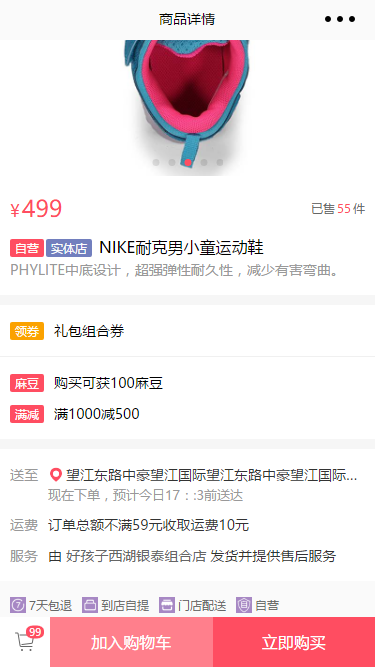 商品详情
¥499
已售 55 件
自营 实体店 NIKE耐克男小童运动鞋
PHYLITE中底设计，超强弹性耐久性，减少有害弯曲。
领券 礼包组合券
麻豆 购买可获100麻豆
满减 满1000减500
送至 望江东路中豪望江国际望江东路中豪望江国际...
现在下单，预计今日17：:3前送达
运费 订单总额不满59元收取运费10元
服务 由 好孩子西湖银泰组合店 发货并提供售后服务
7天包退 到店自提 门店配送 自营
99
加入购物车 立即购买